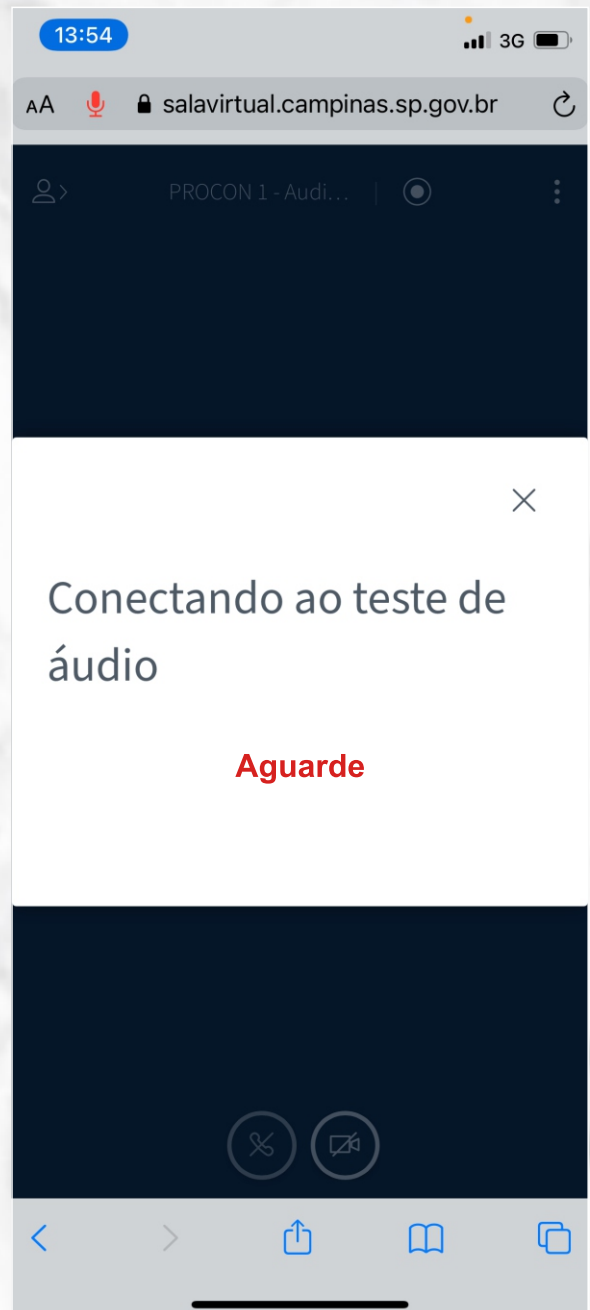 13:54
3G
AA salavirtual.campinas.sp.gov.br
PROCON 1 - Audi... |
Conectando ao teste de
áudio
Aguarde